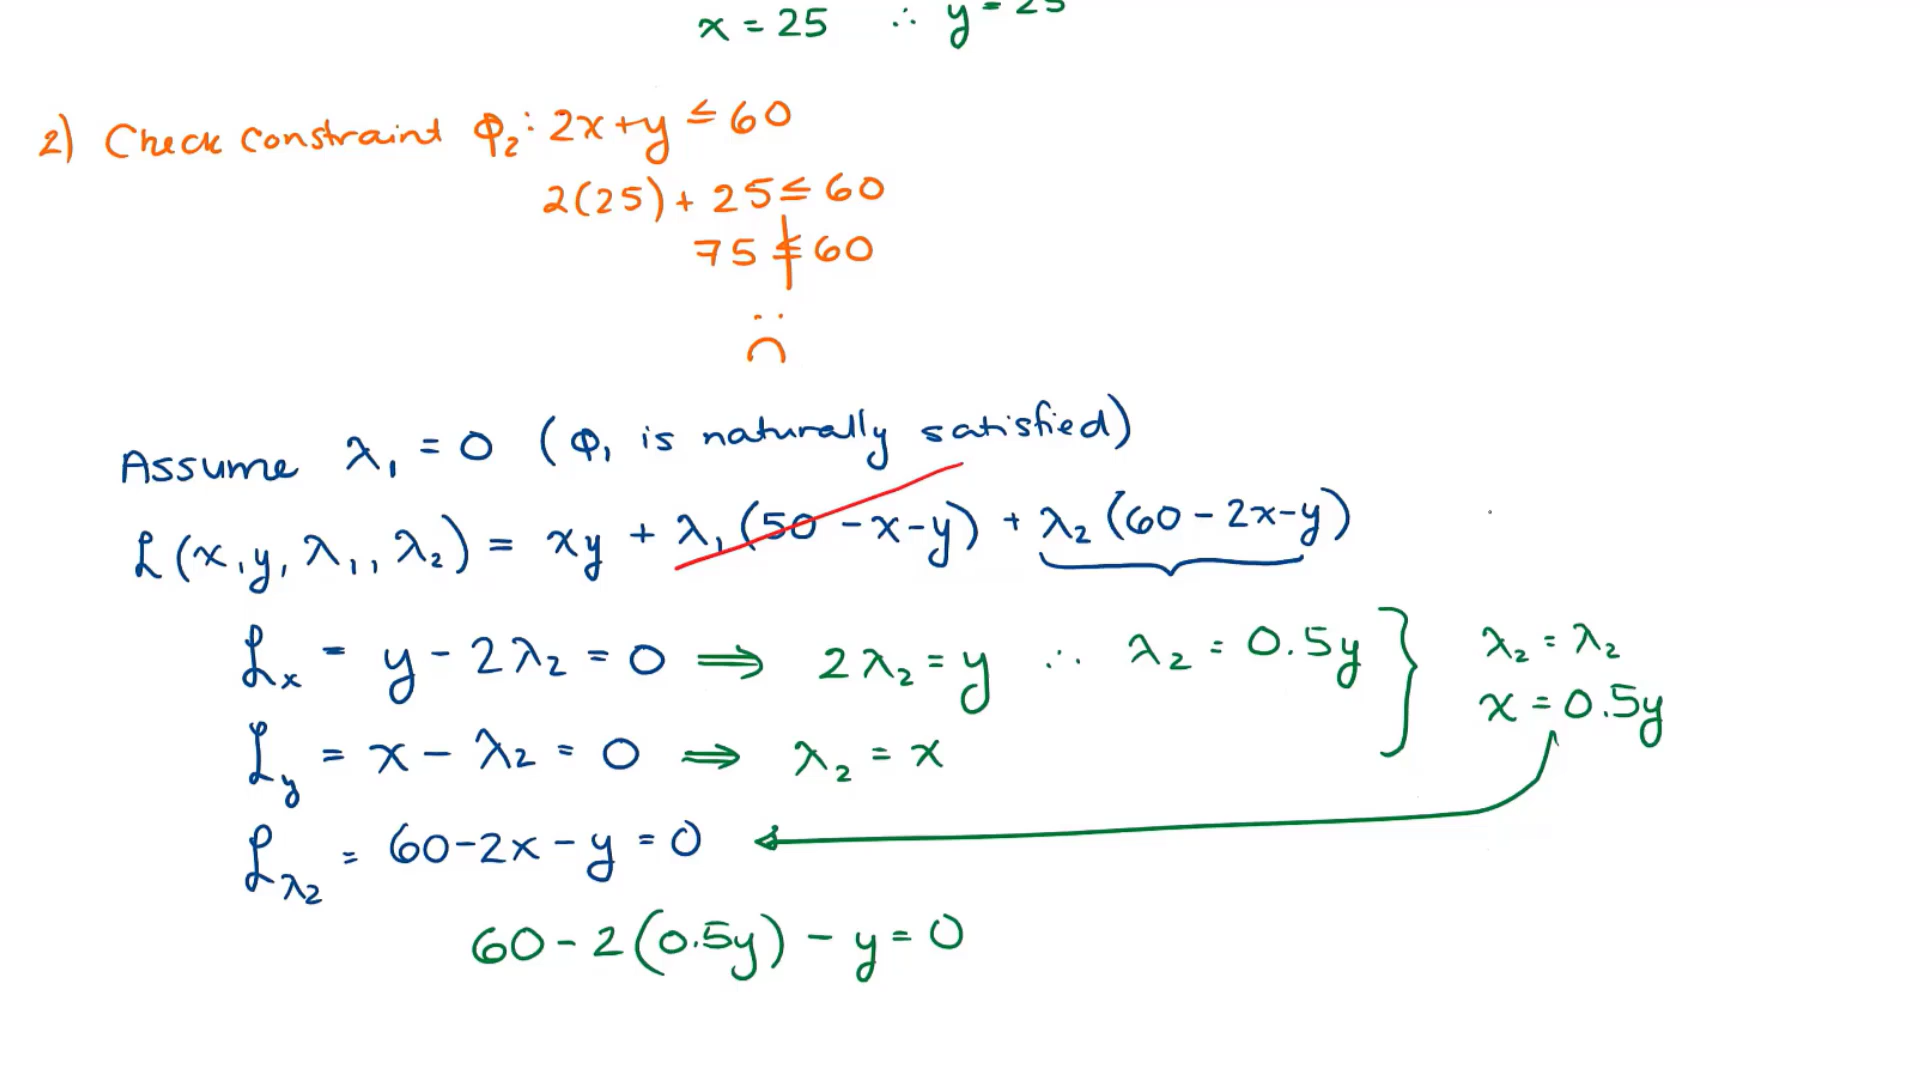 x = 25 ∴ y = 25
2) Check constraint Φ₂: 2x+y ≤ 60
2(25) + 25 ≤ 60
75 ≰ 60
Assume λ₁ = 0 (Φ₁ is naturally satisfied)
ℒ(x, y, λ₁, λ₂) = xy + λ₁(50 - x - y) + λ₂(60 - 2x - y)
ℒₓ = y - 2λ₂ = 0 ⟹ 2λ₂ = y ∴ λ₂ = 0.5y } λ₂ = λ₂
x = 0.5y
ℒ_y = x - λ₂ = 0 ⟹ λ₂ = x
ℒ_λ₂ = 60 - 2x - y = 0
60 - 2(0.5y) - y = 0